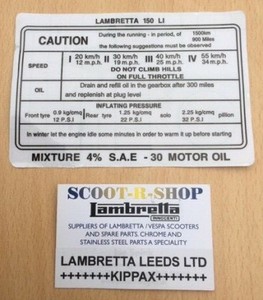 LAMBRETTA 150 LI
CAUTION During the running - in period, of 1500km 900 Miles
the following suggestions must be observed
SPEED I 20 km/h 12 m.p.h. II 30 km/h 19 m.p.h. III 40 km/h 25 m.p.h. IV 55 km/h 34 m.p.h.
DO NOT CLIMB HILLS
ON FULL THROTTLE
OIL Drain and refill oil in the gearbox after 300 miles
and replenish at plug level
INFLATING PRESSURE
Front tyre 0.9 kg/cmq 12 P.S.I Rear tyre 1.25 kg/cmq 22 P.S.I solo 2.25 kg/cmq 32 P.S.I pillion
In winter let the engine idle some minutes in order to warm it up before starting
MIXTURE 4% S.A.E - 30 MOTOR OIL
SCOOT-R-SHOP
Lambretta
INNOCENTI
SUPPLIERS OF LAMBRETTA / VESPA SCOOTERS
AND SPARE PARTS. CHROME AND
STAINLESS STEEL PARTS A SPECIALITY
LAMBRETTA LEEDS LTD
++++++++KIPPAX++++++++